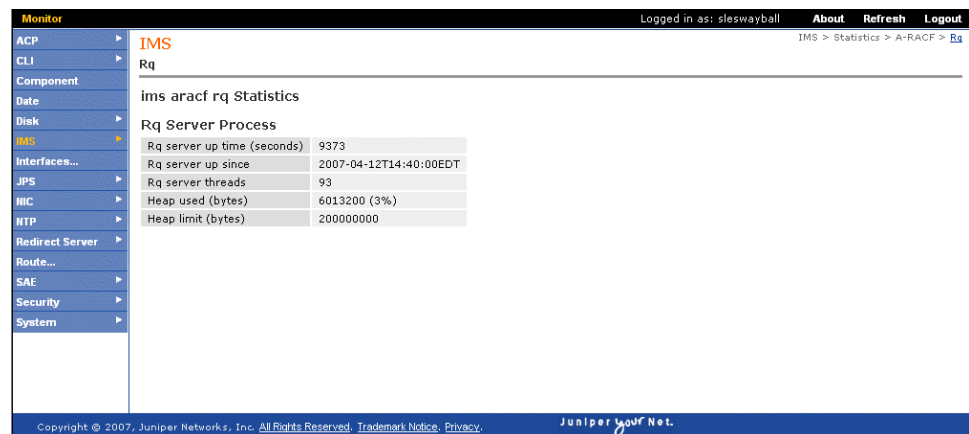 Monitor
Logged in as: sleswayball About Refresh Logout
IMS > Statistics > A-RACF > Rq
ACP
CLI
Component
Date
Disk
IMS
Interfaces...
JPS
NIC
NTP
Redirect Server
Route...
SAE
Security
System
IMS
Rq
ims aracf rq Statistics
Rq Server Process
Rq server up time (seconds) 9373
Rq server up since 2007-04-12T14:40:00EDT
Rq server threads 93
Heap used (bytes) 6013200 (3%)
Heap limit (bytes) 200000000
Copyright © 2007, Juniper Networks, Inc. All Rights Reserved. Trademark Notice. Privacy.
Juniper your Net.